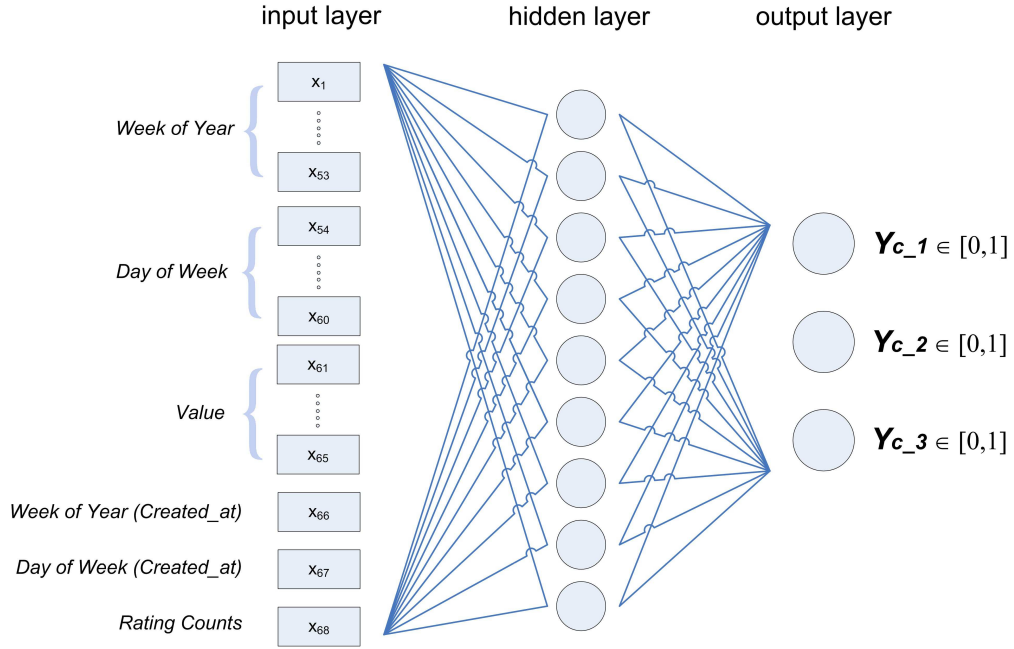 input layer hidden layer output layer
x1
Week of Year
x53
x54
Day of Week
x60
x61
Value
x65
Week of Year (Created_at) x66
Day of Week (Created_at) x67
Rating Counts x68
Yc_1 ∈ [0,1]
Yc_2 ∈ [0,1]
Yc_3 ∈ [0,1]